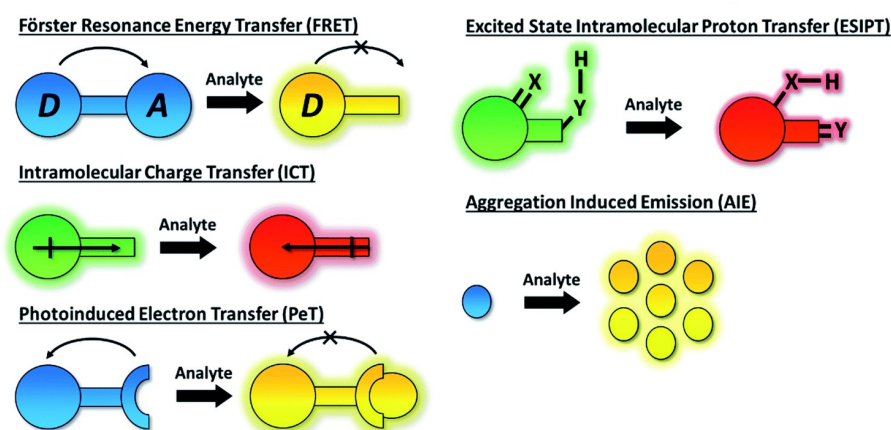 Förster Resonance Energy Transfer (FRET)
D A
Analyte
D
Intramolecular Charge Transfer (ICT)
Analyte
Photoinduced Electron Transfer (PeT)
Analyte
Excited State Intramolecular Proton Transfer (ESIPT)
H
X
Y
Analyte
X H
Y
Aggregation Induced Emission (AIE)
Analyte